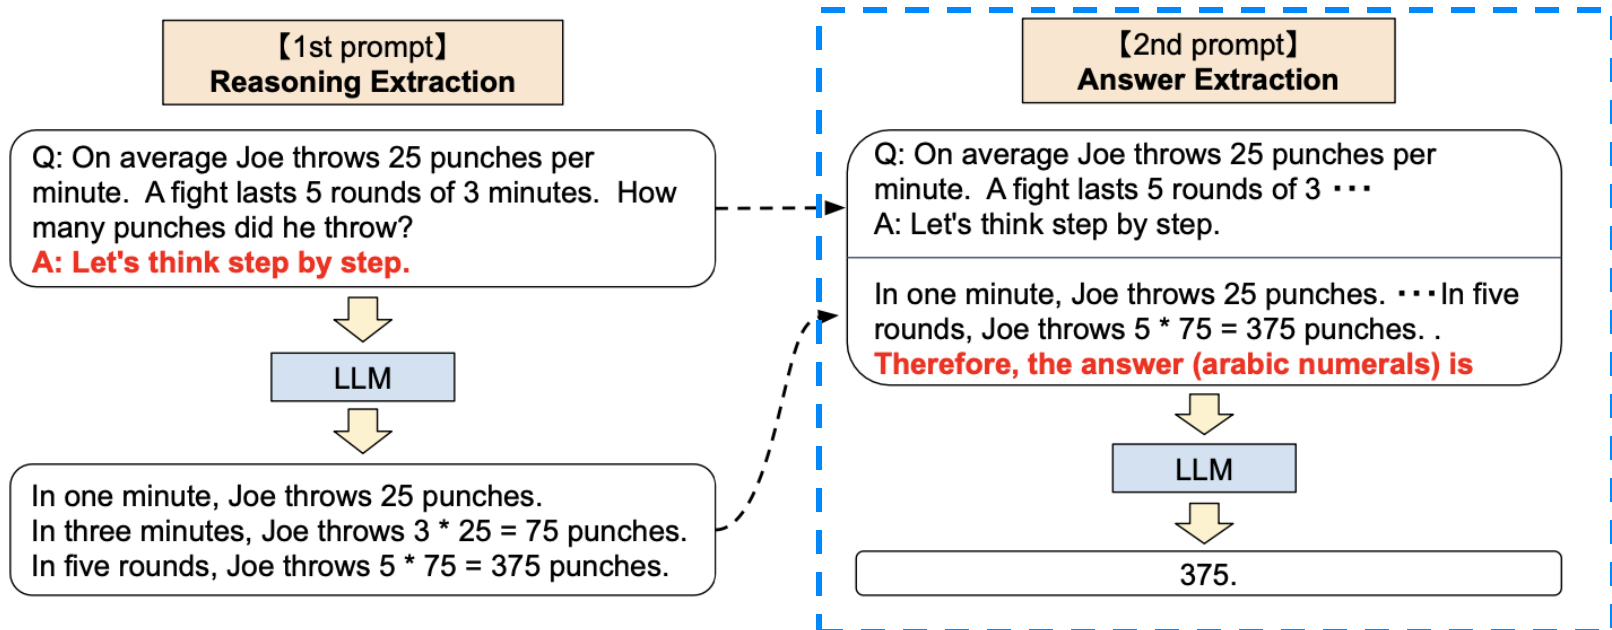 【1st prompt】
Reasoning Extraction
Q: On average Joe throws 25 punches per
minute.  A fight lasts 5 rounds of 3 minutes.  How
many punches did he throw?
A: Let's think step by step.
LLM
In one minute, Joe throws 25 punches.
In three minutes, Joe throws 3 * 25 = 75 punches.
In five rounds, Joe throws 5 * 75 = 375 punches.
【2nd prompt】
Answer Extraction
Q: On average Joe throws 25 punches per
minute.  A fight lasts 5 rounds of 3 ・・・
A: Let's think step by step.
In one minute, Joe throws 25 punches. ・・・In five
rounds, Joe throws 5 * 75 = 375 punches. .
Therefore, the answer (arabic numerals) is
LLM
375.